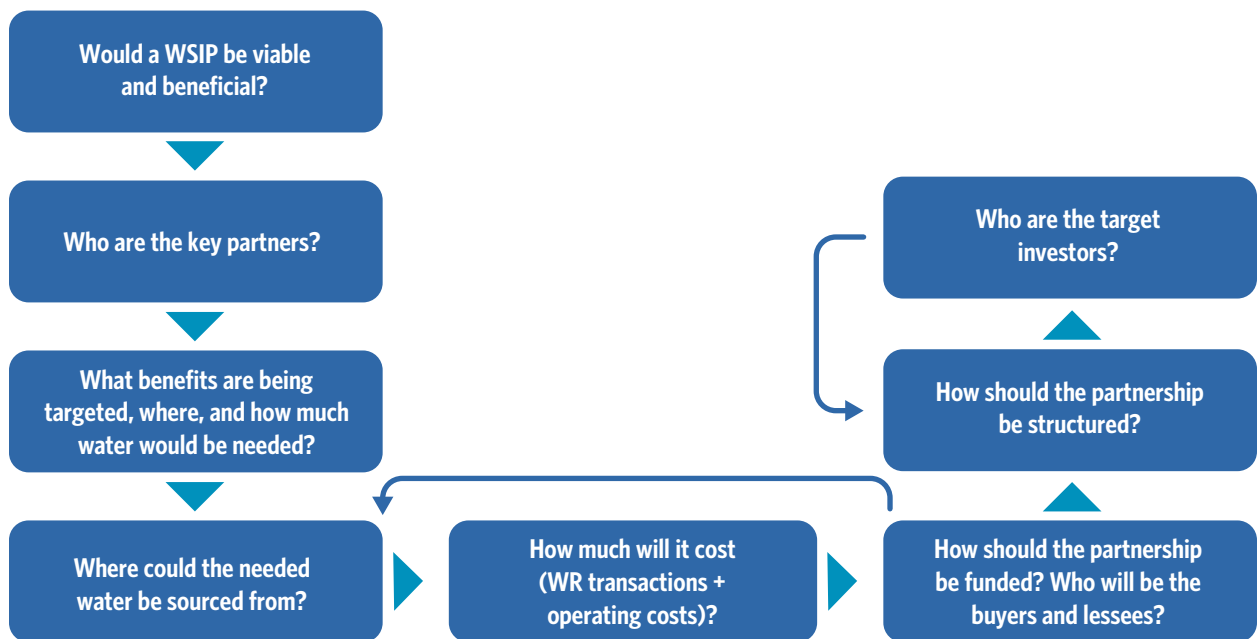 Would a WSIP be viable
and beneficial?
Who are the key partners?
What benefits are being
targeted, where, and how much
water would be needed?
Where could the needed
water be sourced from?
How much will it cost
(WR transactions +
operating costs)?
How should the partnership
be funded? Who will be the
buyers and lessees?
How should the partnership
be structured?
Who are the target
investors?